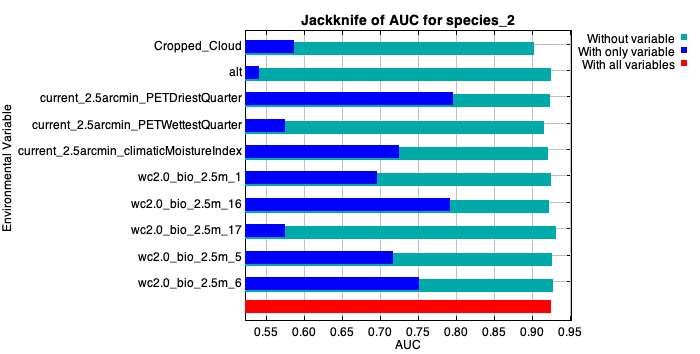 Jackknife of AUC for species_2
Without variable
With only variable
With all variables
Environmental Variable
Cropped_Cloud
alt
current_2.5arcmin_PETDriestQuarter
current_2.5arcmin_PETWettestQuarter
current_2.5arcmin_climaticMoistureIndex
wc2.0_bio_2.5m_1
wc2.0_bio_2.5m_16
wc2.0_bio_2.5m_17
wc2.0_bio_2.5m_5
wc2.0_bio_2.5m_6
0.55 0.60 0.65 0.70 0.75 0.80 0.85 0.90 0.95
AUC